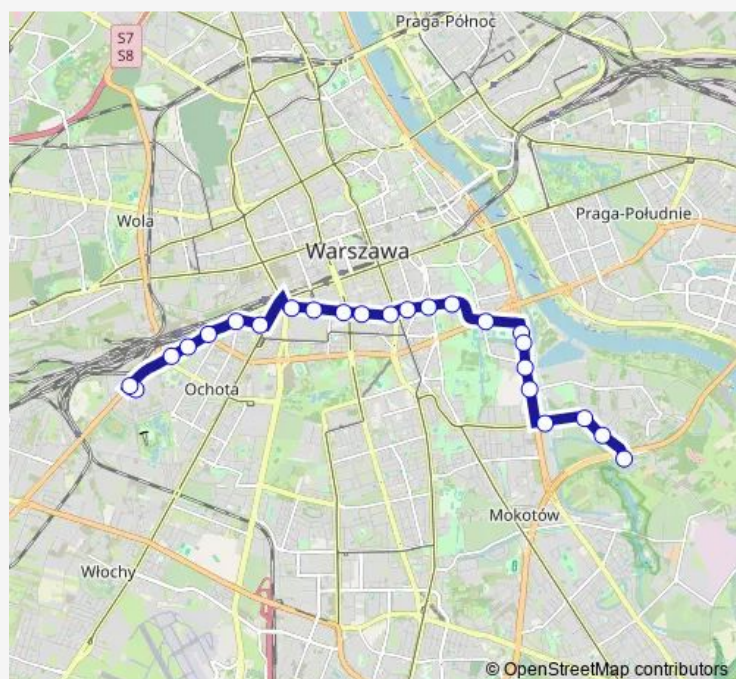 Praga-Północ
S7
S8
Wola
Praga-Południe
Warszawa
Ochota
Mokotów
Włochy
© OpenStreetMap contributors